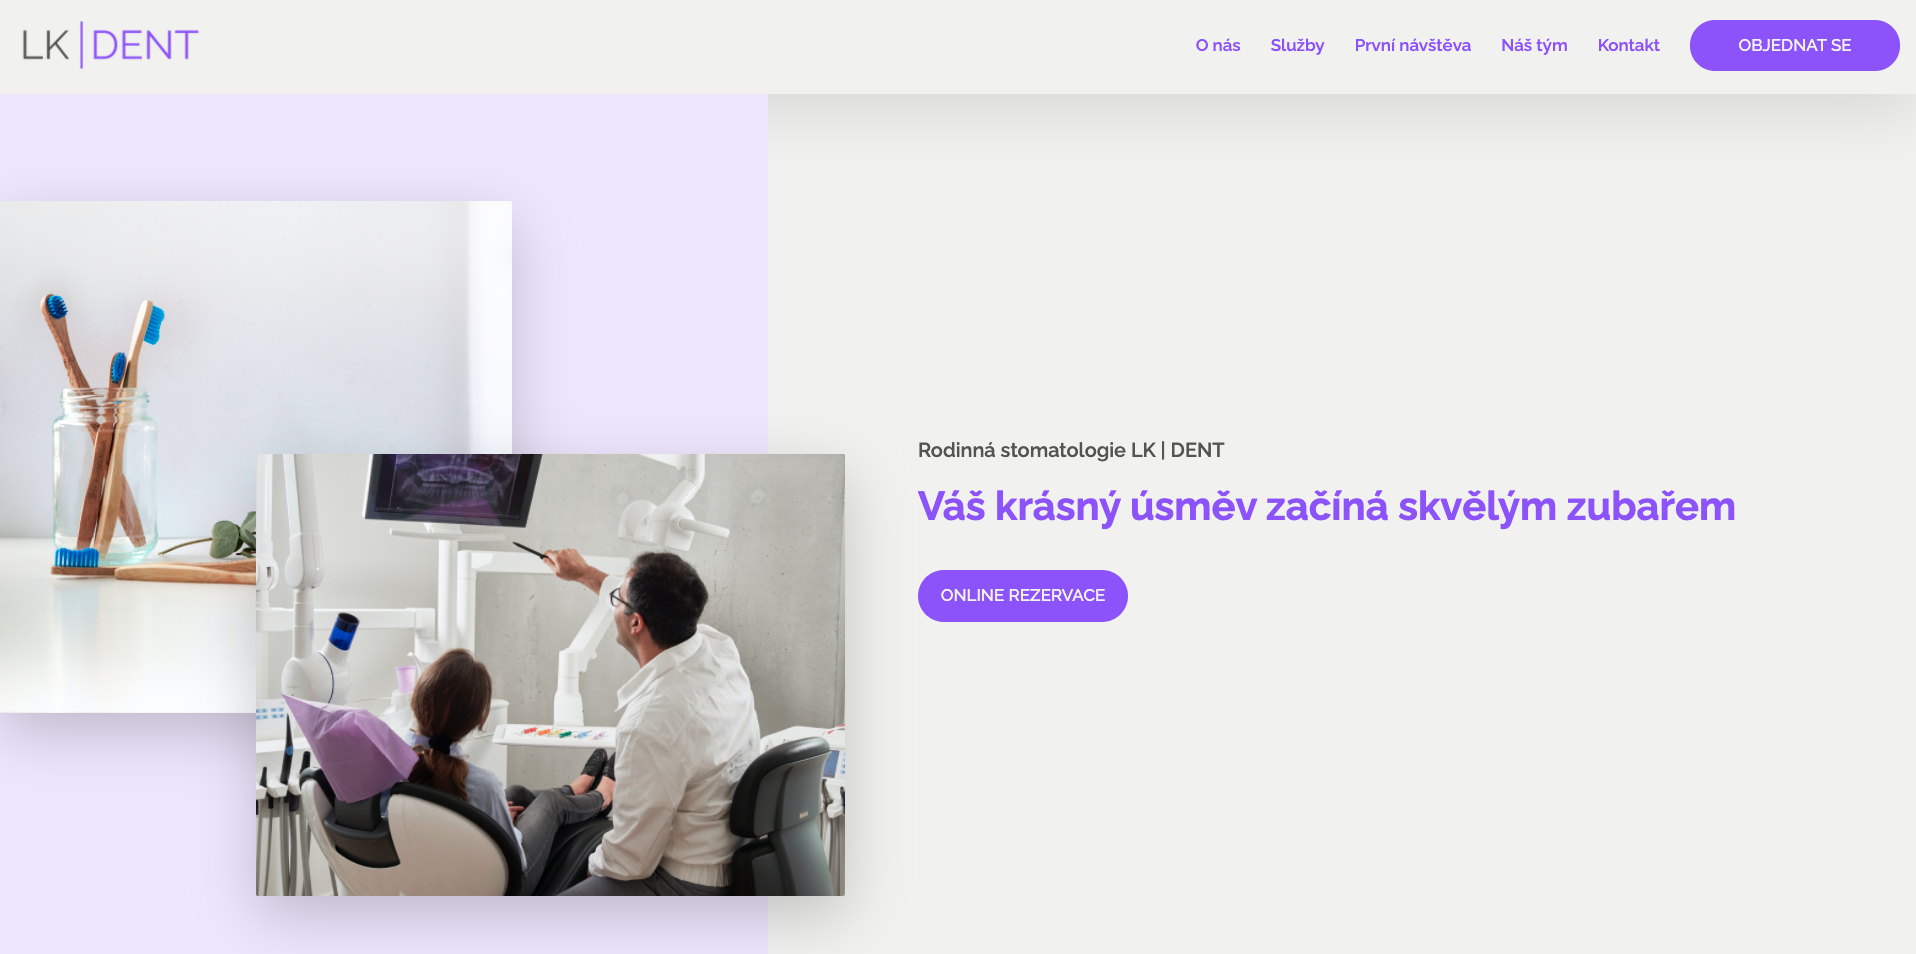 LK|DENT
O nás
Služby
První návštěva
Náš tým
Kontakt
OBJEDNAT SE
Rodinná stomatologie LK | DENT
Váš krásný úsměv začíná skvělým zubařem
ONLINE REZERVACE